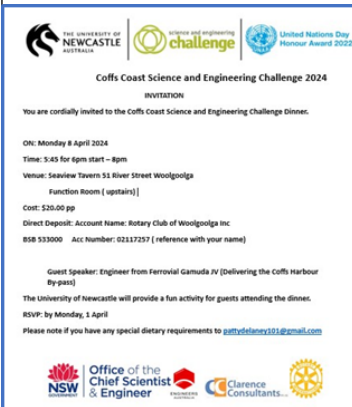 THE UNIVERSITY OF
NEWCASTLE
AUSTRALIA
science and engineering
challenge
United Nations Day
Honour Award 2022
Coffs Coast Science and Engineering Challenge 2024
INVITATION
You are cordially invited to the Coffs Coast Science and Engineering Challenge Dinner.
ON: Monday 8 April 2024
Time: 5:45 for 6pm start – 8pm
Venue: Seaview Tavern 51 River Street Woolgoolga
Function Room ( upstairs)
Cost: $20.00 pp
Direct Deposit: Account Name: Rotary Club of Woolgoolga Inc
BSB 533000 Acc Number: 02117257 ( reference with your name)
Guest Speaker: Engineer from Ferrovial Gamuda JV (Delivering the Coffs Harbour
By-pass)
The University of Newcastle will provide a fun activity for guests attending the dinner.
RSVP: by Monday, 1 April
Please note if you have any special dietary requirements to pattydelaney101@gmail.com
NSW
GOVERNMENT
Office of the
Chief Scientist
& Engineer
ENGINEERS
AUSTRALIA
Clarence
Consultants